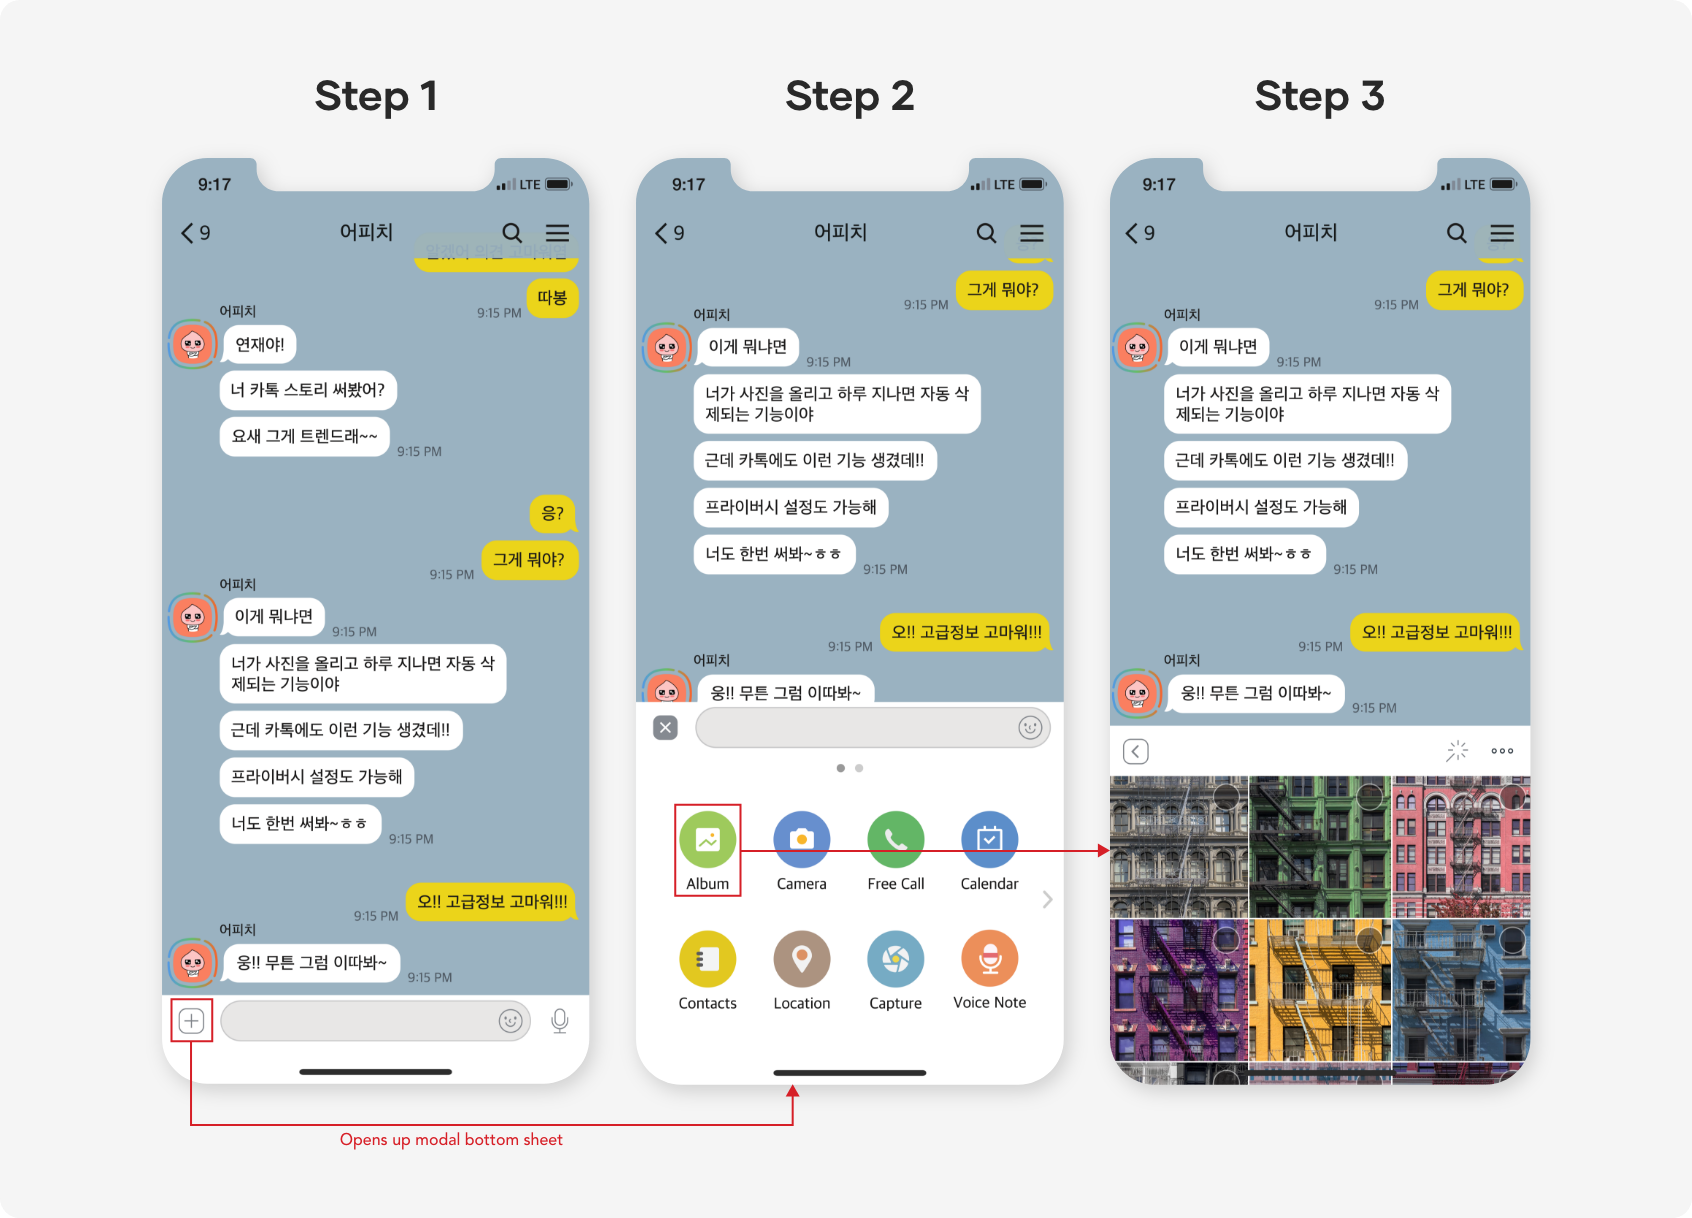 Step 1
9:17
LTE
9
어피치
따봉
9:15 PM
어피치
연재야!
너 카톡 스토리 써봤어?
요새 그게 트렌드래~~
9:15 PM
응?
그게 뭐야?
9:15 PM
어피치
이게 뭐냐면
9:15 PM
너가 사진을 올리고 하루 지나면 자동 삭
제되는 기능이야
근데 카톡에도 이런 기능 생겼데!!
프라이버시 설정도 가능해
너도 한번 써봐~ㅎㅎ
9:15 PM
오!! 고급정보 고마워!!!
9:15 PM
어피치
웅!! 무튼 그럼 이따봐~
9:15 PM
Opens up modal bottom sheet
Step 2
9:17
LTE
9
어피치
그게 뭐야?
9:15 PM
어피치
이게 뭐냐면
9:15 PM
너가 사진을 올리고 하루 지나면 자동 삭
제되는 기능이야
근데 카톡에도 이런 기능 생겼데!!
프라이버시 설정도 가능해
너도 한번 써봐~ㅎㅎ
9:15 PM
오!! 고급정보 고마워!!!
9:15 PM
어피치
웅!! 무튼 그럼 이따봐~
Album
Camera
Free Call
Calendar
Contacts
Location
Capture
Voice Note
Step 3
9:17
LTE
9
어피치
그게 뭐야?
9:15 PM
어피치
이게 뭐냐면
9:15 PM
너가 사진을 올리고 하루 지나면 자동 삭
제되는 기능이야
근데 카톡에도 이런 기능 생겼데!!
프라이버시 설정도 가능해
너도 한번 써봐~ㅎㅎ
9:15 PM
오!! 고급정보 고마워!!!
9:15 PM
어피치
웅!! 무튼 그럼 이따봐~
9:15 PM